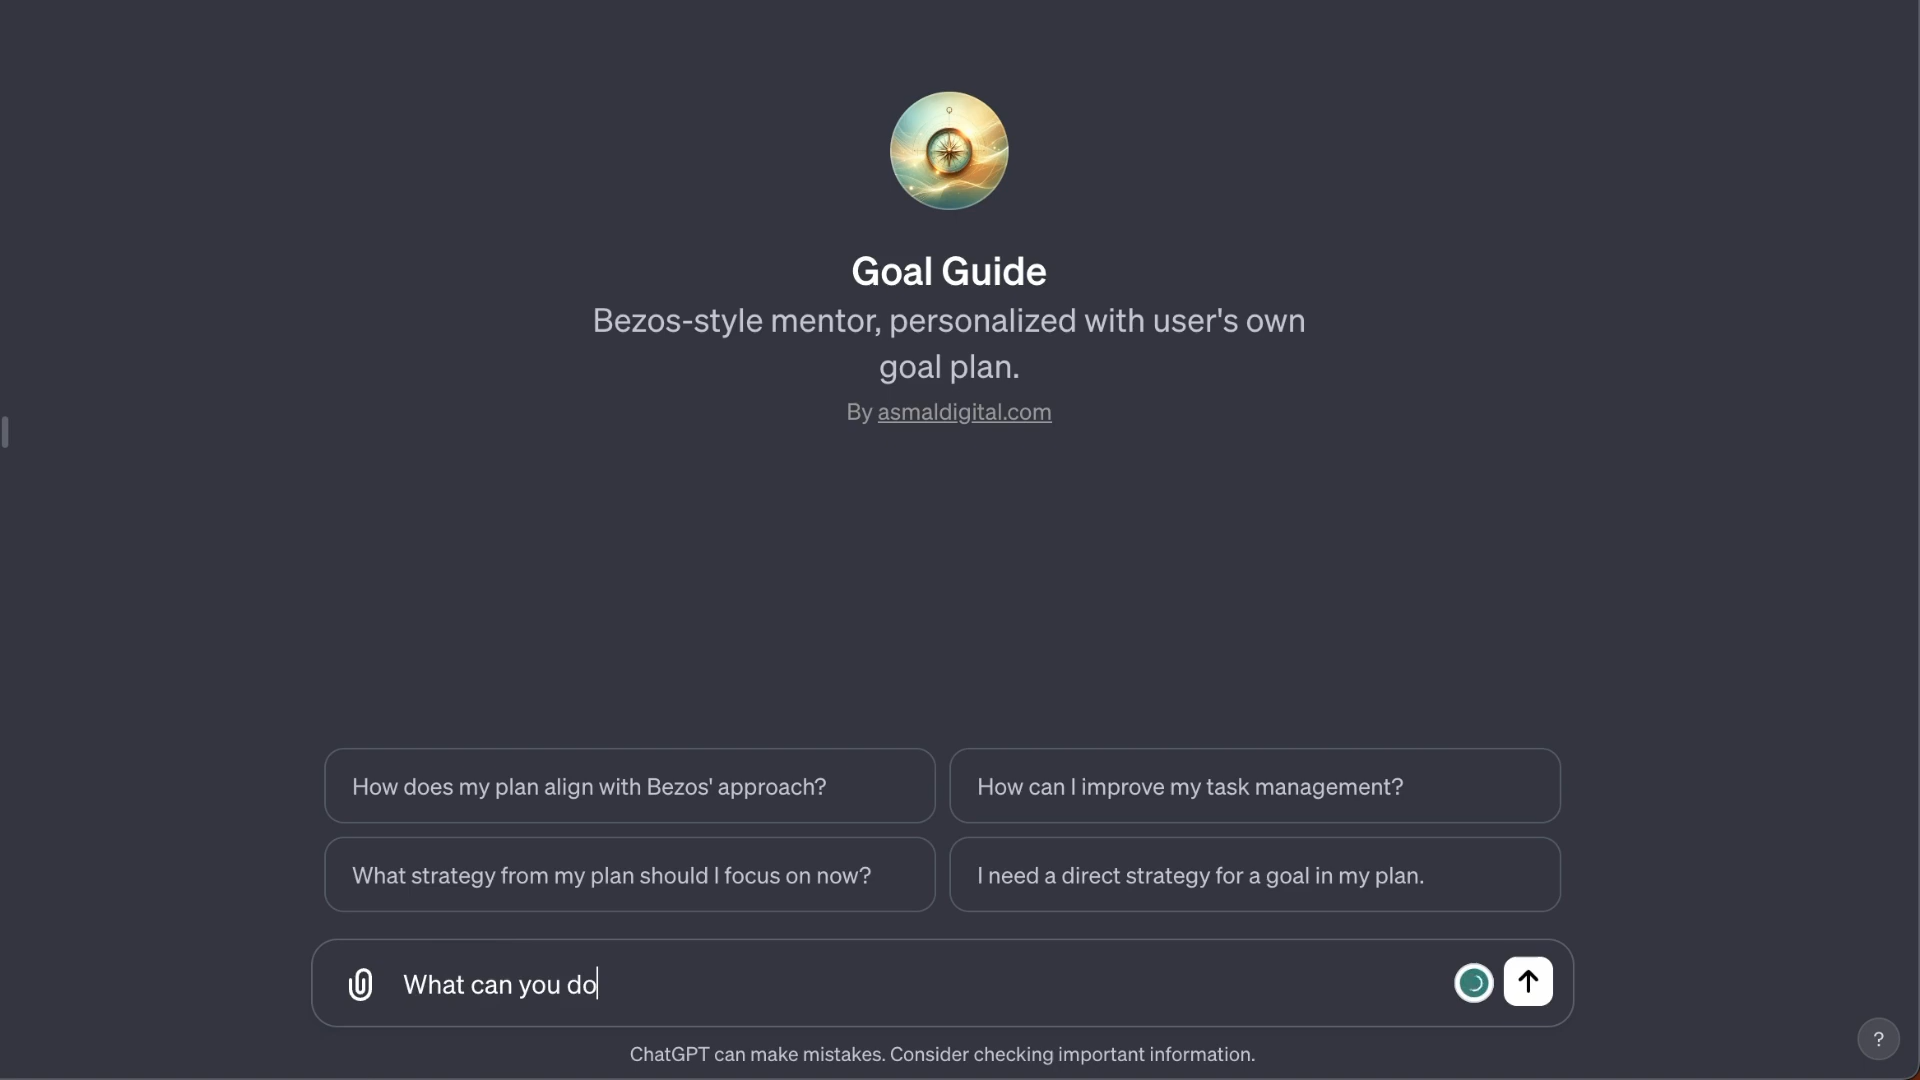 Goal Guide
Bezos-style mentor, personalized with user's own
goal plan.
By asmaldigital.com
How does my plan align with Bezos' approach?
How can I improve my task management?
What strategy from my plan should I focus on now?
I need a direct strategy for a goal in my plan.
What can you do
ChatGPT can make mistakes. Consider checking important information.
?